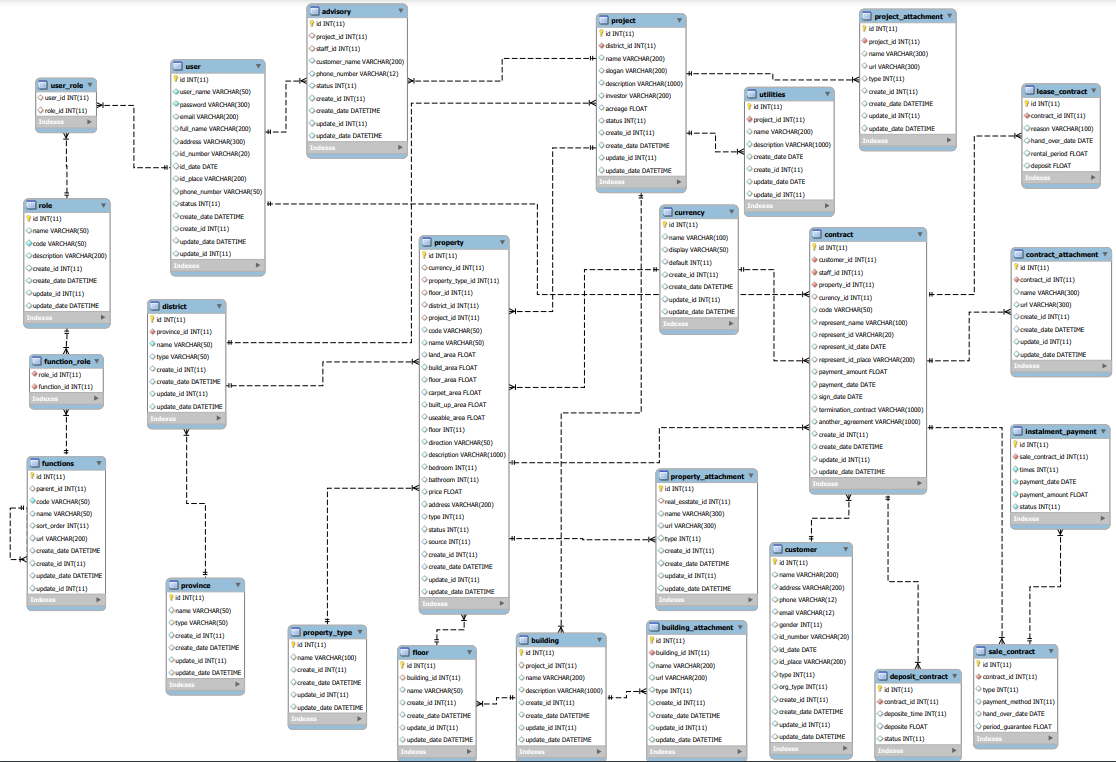 advisory
id INT(11)
project_id INT(11)
staff_id INT(11)
customer_name VARCHAR(200)
phone_number VARCHAR(12)
status INT(11)
create_id INT(11)
create_date DATETIME
update_id INT(11)
update_date DATETIME
Indexes
project
id INT(11)
district_id INT(11)
name VARCHAR(200)
slogan VARCHAR(200)
description VARCHAR(1000)
investor VARCHAR(200)
acreage FLOAT
status INT(11)
create_id INT(11)
create_date DATETIME
update_id INT(11)
update_date DATETIME
Indexes
project_attachment
id INT(11)
project_id INT(11)
name VARCHAR(300)
url VARCHAR(300)
type INT(11)
create_id INT(11)
create_date DATETIME
update_id INT(11)
update_date DATETIME
Indexes
user_role
user_id INT(11)
role_id INT(11)
Indexes
user
id INT(11)
user_name VARCHAR(50)
password VARCHAR(300)
email VARCHAR(200)
full_name VARCHAR(200)
address VARCHAR(300)
id_number VARCHAR(20)
id_date DATE
id_place VARCHAR(200)
phone_number VARCHAR(50)
status INT(11)
create_date DATETIME
create_id INT(11)
update_date DATETIME
update_id INT(11)
Indexes
utilities
id INT(11)
project_id INT(11)
name VARCHAR(200)
description VARCHAR(1000)
create_date DATE
create_id INT(11)
update_date DATE
update_id INT(11)
Indexes
lease_contract
id INT(11)
contract_id INT(11)
reason VARCHAR(100)
hand_over_date DATE
rental_period FLOAT
deposit FLOAT
Indexes
role
id INT(11)
name VARCHAR(50)
code VARCHAR(50)
description VARCHAR(200)
create_id INT(11)
create_date DATETIME
update_id INT(11)
update_date DATETIME
Indexes
property
id INT(11)
currency_id INT(11)
property_type_id INT(11)
floor_id INT(11)
district_id INT(11)
project_id INT(11)
code VARCHAR(50)
name VARCHAR(50)
land_area FLOAT
build_area FLOAT
floor_area FLOAT
carpet_area FLOAT
built_up_area FLOAT
useable_area FLOAT
floor INT(11)
direction VARCHAR(50)
description VARCHAR(1000)
bedroom INT(11)
bathroom INT(11)
price FLOAT
address VARCHAR(200)
type INT(11)
status INT(11)
source INT(11)
create_id INT(11)
create_date DATETIME
update_id INT(11)
update_date DATETIME
Indexes
currency
id INT(11)
name VARCHAR(100)
display VARCHAR(50)
default INT(11)
create_id INT(11)
create_date DATETIME
update_id INT(11)
update_date DATETIME
Indexes
contract
id INT(11)
customer_id INT(11)
staff_id INT(11)
property_id INT(11)
curency_id INT(11)
code VARCHAR(50)
represent_name VARCHAR(100)
represent_id VARCHAR(20)
represent_id_date DATE
represent_id_place VARCHAR(200)
payment_amount FLOAT
payment_date DATE
sign_date DATE
termination_contract VARCHAR(1000)
another_agreement VARCHAR(1000)
create_id INT(11)
create_date DATETIME
update_id INT(11)
update_date DATETIME
Indexes
contract_attachment
id INT(11)
contract_id INT(11)
name VARCHAR(300)
url VARCHAR(300)
create_id INT(11)
create_date DATETIME
update_id INT(11)
update_date DATETIME
Indexes
district
id INT(11)
province_id INT(11)
name VARCHAR(50)
type VARCHAR(50)
create_id INT(11)
create_date DATETIME
update_id INT(11)
update_date DATETIME
Indexes
function_role
role_id INT(11)
function_id INT(11)
Indexes
functions
id INT(11)
parent_id INT(11)
code VARCHAR(50)
name VARCHAR(50)
sort_order INT(11)
url VARCHAR(200)
create_date DATETIME
create_id INT(11)
update_date DATETIME
update_id INT(11)
Indexes
instalment_payment
id INT(11)
sale_contract_id INT(11)
times INT(11)
payment_date DATE
payment_amount FLOAT
status INT(11)
Indexes
property_attachment
id INT(11)
real_esstate_id INT(11)
name VARCHAR(300)
url VARCHAR(300)
type INT(11)
create_id INT(11)
create_date DATETIME
update_id INT(11)
update_date DATETIME
Indexes
customer
id INT(11)
name VARCHAR(200)
address VARCHAR(200)
phone VARCHAR(12)
email VARCHAR(12)
gender INT(11)
id_number VARCHAR(20)
id_date DATE
id_place VARCHAR(200)
type INT(11)
org_type INT(11)
create_id INT(11)
create_date DATETIME
update_id INT(11)
update_date DATETIME
Indexes
province
id INT(11)
name VARCHAR(50)
type VARCHAR(50)
create_id INT(11)
create_date DATETIME
update_id INT(11)
update_date DATETIME
Indexes
property_type
id INT(11)
name VARCHAR(100)
create_id INT(11)
create_date DATETIME
update_id INT(11)
update_date DATETIME
Indexes
floor
id INT(11)
building_id INT(11)
name VARCHAR(50)
create_id INT(11)
create_date DATETIME
update_id INT(11)
update_date DATETIME
Indexes
building
id INT(11)
project_id INT(11)
name VARCHAR(200)
description VARCHAR(1000)
create_id INT(11)
create_date DATETIME
update_id INT(11)
update_date DATETIME
Indexes
building_attachment
id INT(11)
building_id INT(11)
name VARCHAR(200)
url VARCHAR(200)
type INT(11)
create_id INT(11)
create_date DATETIME
update_id INT(11)
update_date DATETIME
Indexes
deposit_contract
id INT(11)
contract_id INT(11)
deposite_time INT(11)
deposite FLOAT
status INT(11)
Indexes
sale_contract
id INT(11)
contract_id INT(11)
type INT(11)
payment_method INT(11)
hand_over_date DATE
period_guarantee FLOAT
Indexes